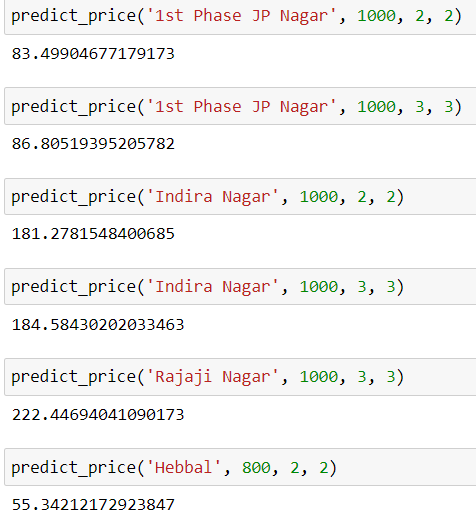 predict_price('1st Phase JP Nagar', 1000, 2, 2)
83.49904677179173
predict_price('1st Phase JP Nagar', 1000, 3, 3)
86.80519395205782
predict_price('Indira Nagar', 1000, 2, 2)
181.2781548400685
predict_price('Indira Nagar', 1000, 3, 3)
184.58430202033463
predict_price('Rajaji Nagar', 1000, 3, 3)
222.44694041090173
predict_price('Hebbal', 800, 2, 2)
55.34212172923847